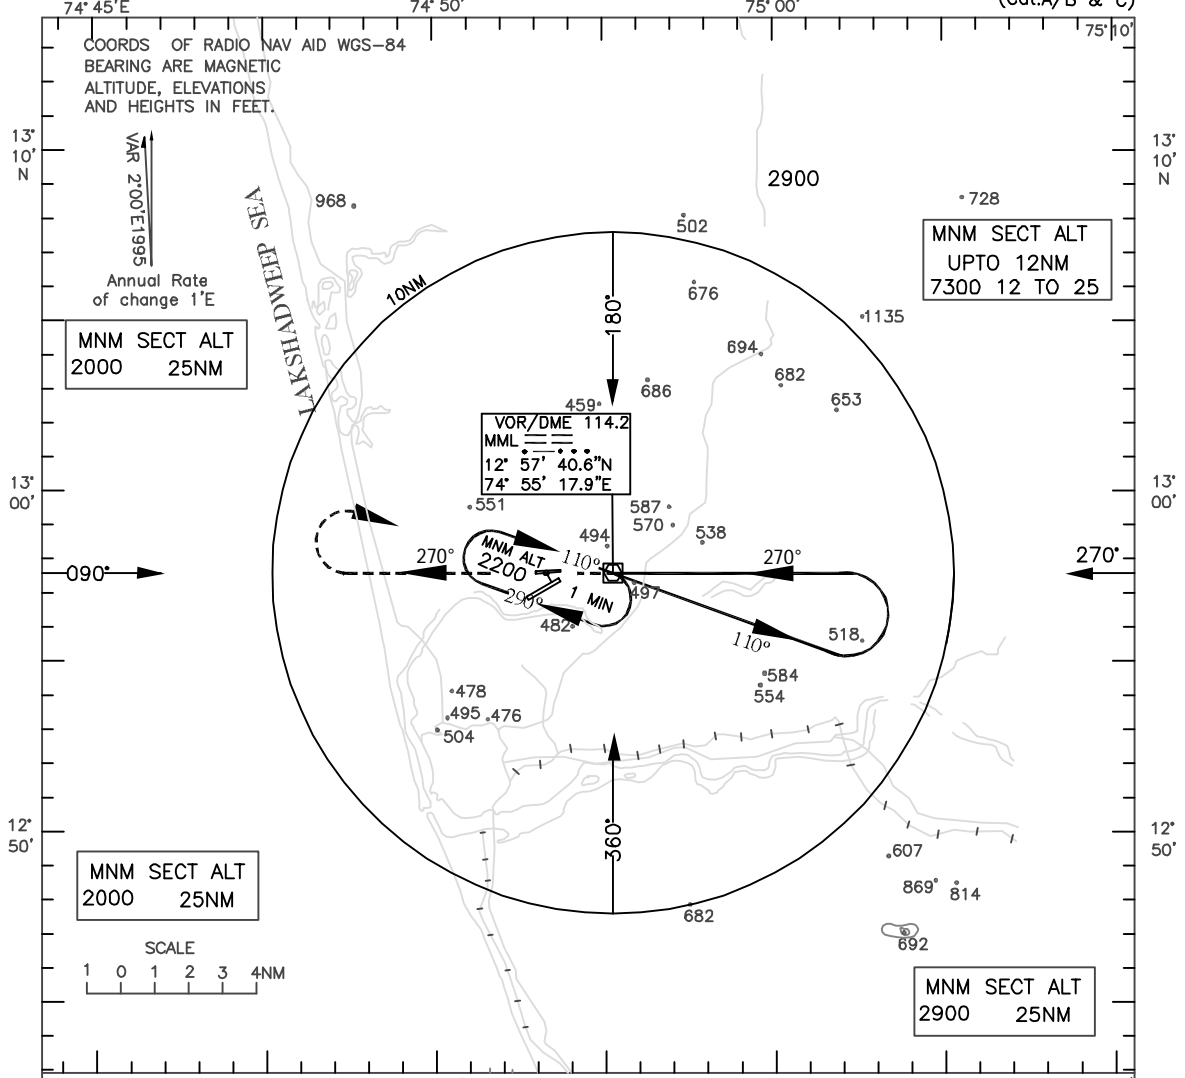 74° 45'E
74° 50'
75° 00'
(Cat.A/B & C)
75° 10'
COORDS OF RADIO NAV AID WGS-84
BEARING ARE MAGNETIC
ALTITUDE, ELEVATIONS
AND HEIGHTS IN FEET.
13°
10'
N
13°
10'
N
VAR 2°00'E1995
Annual Rate
of change 1'E
LAKSHADWEEP SEA
968
2900
728
502
MNM SECT ALT
UPTO 12NM
7300 12 TO 25
10NM
180°
676
1135
MNM SECT ALT
2000 25NM
694
682
686
653
459
VOR/DME 114.2
MML
12° 57' 40.6"N
74° 55' 17.9"E
13°
00'
13°
00'
551
587
570
538
494
090°
270°
MNM ALT
2200
110°
290°
1 MIN
270°
270°
497
482
110°
518
584
554
478
495
476
504
360°
12°
50'
12°
50'
607
869
814
682
692
MNM SECT ALT
2000 25NM
SCALE
1 0 1 2 3 4NM
MNM SECT ALT
2900 25NM